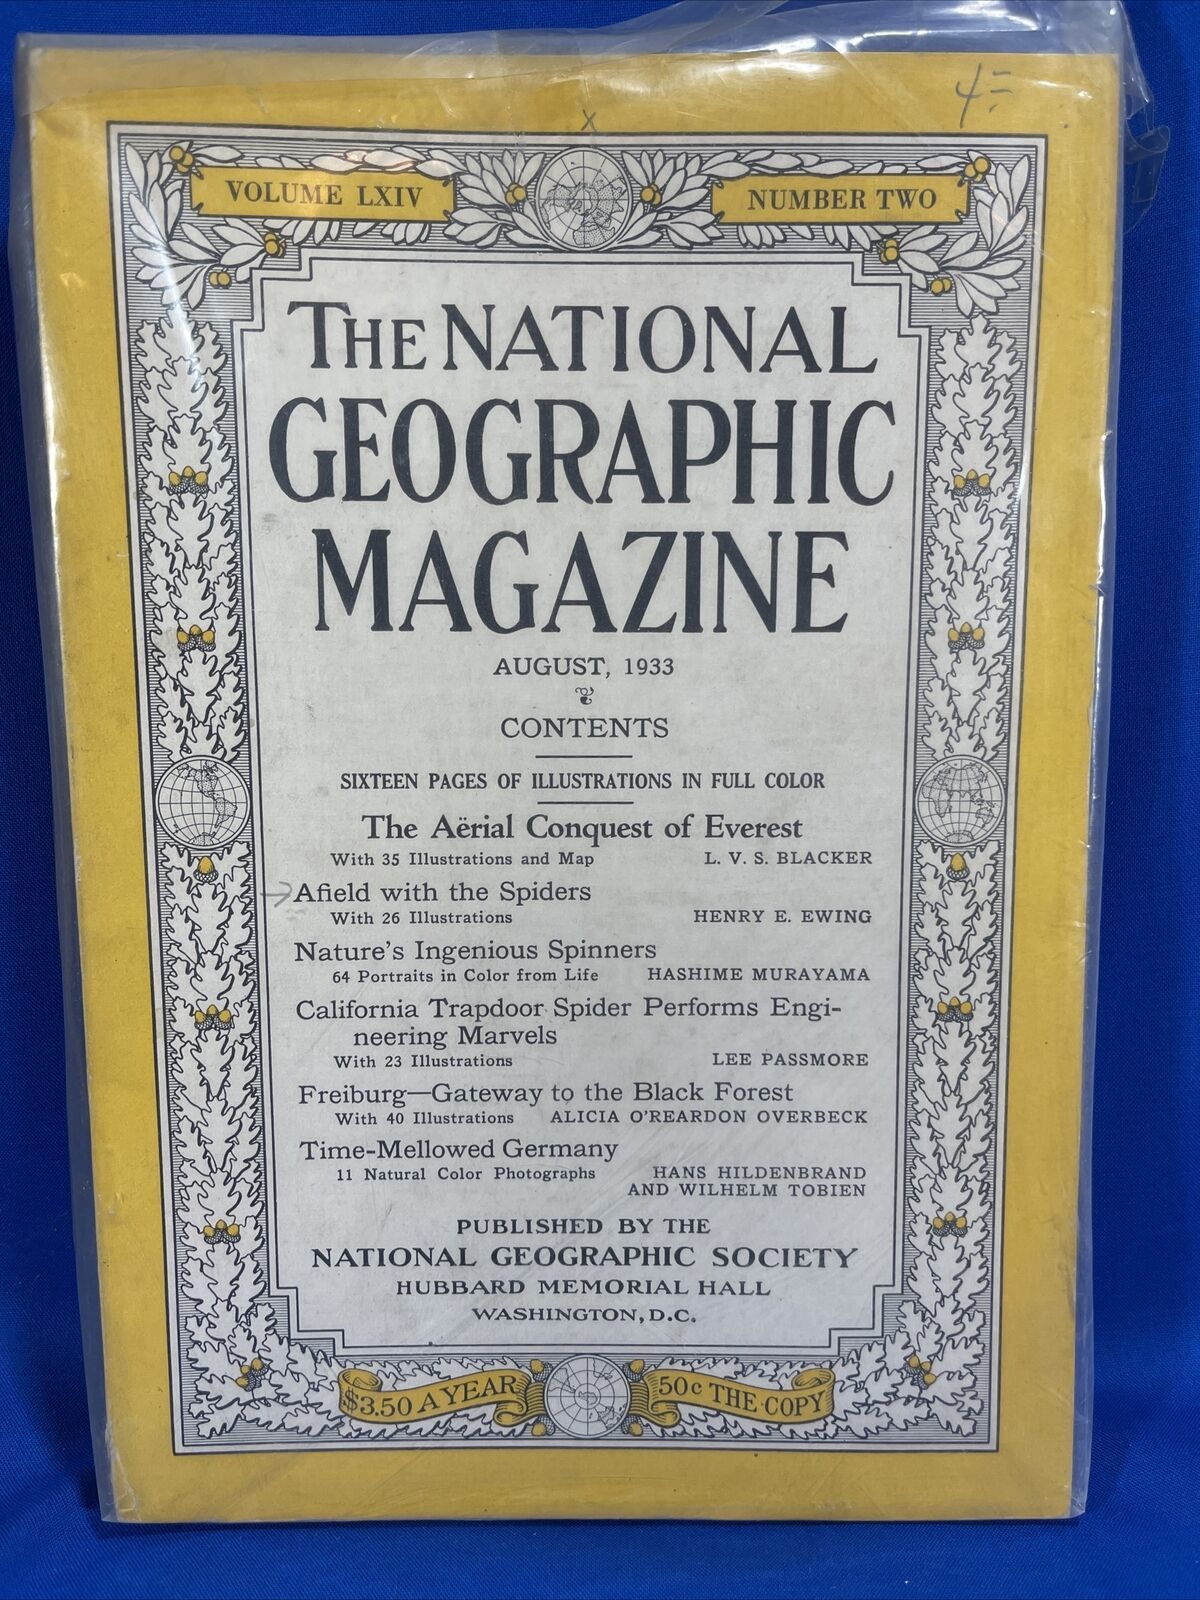 4=
x
VOLUME LXIV
NUMBER TWO
THE NATIONAL
GEOGRAPHIC
MAGAZINE
AUGUST, 1933
CONTENTS
SIXTEEN PAGES OF ILLUSTRATIONS IN FULL COLOR
The Aërial Conquest of Everest
With 35 Illustrations and Map L. V. S. BLACKER
→ Afield with the Spiders
With 26 Illustrations HENRY E. EWING
Nature's Ingenious Spinners
64 Portraits in Color from Life HASHIME MURAYAMA
California Trapdoor Spider Performs Engi-
neering Marvels
With 23 Illustrations LEE PASSMORE
Freiburg—Gateway to the Black Forest
With 40 Illustrations ALICIA O'REARDON OVERBECK
Time-Mellowed Germany
11 Natural Color Photographs HANS HILDENBRAND
AND WILHELM TOBIEN
PUBLISHED BY THE
NATIONAL GEOGRAPHIC SOCIETY
HUBBARD MEMORIAL HALL
WASHINGTON, D.C.
$3.50 A YEAR
50c THE COPY